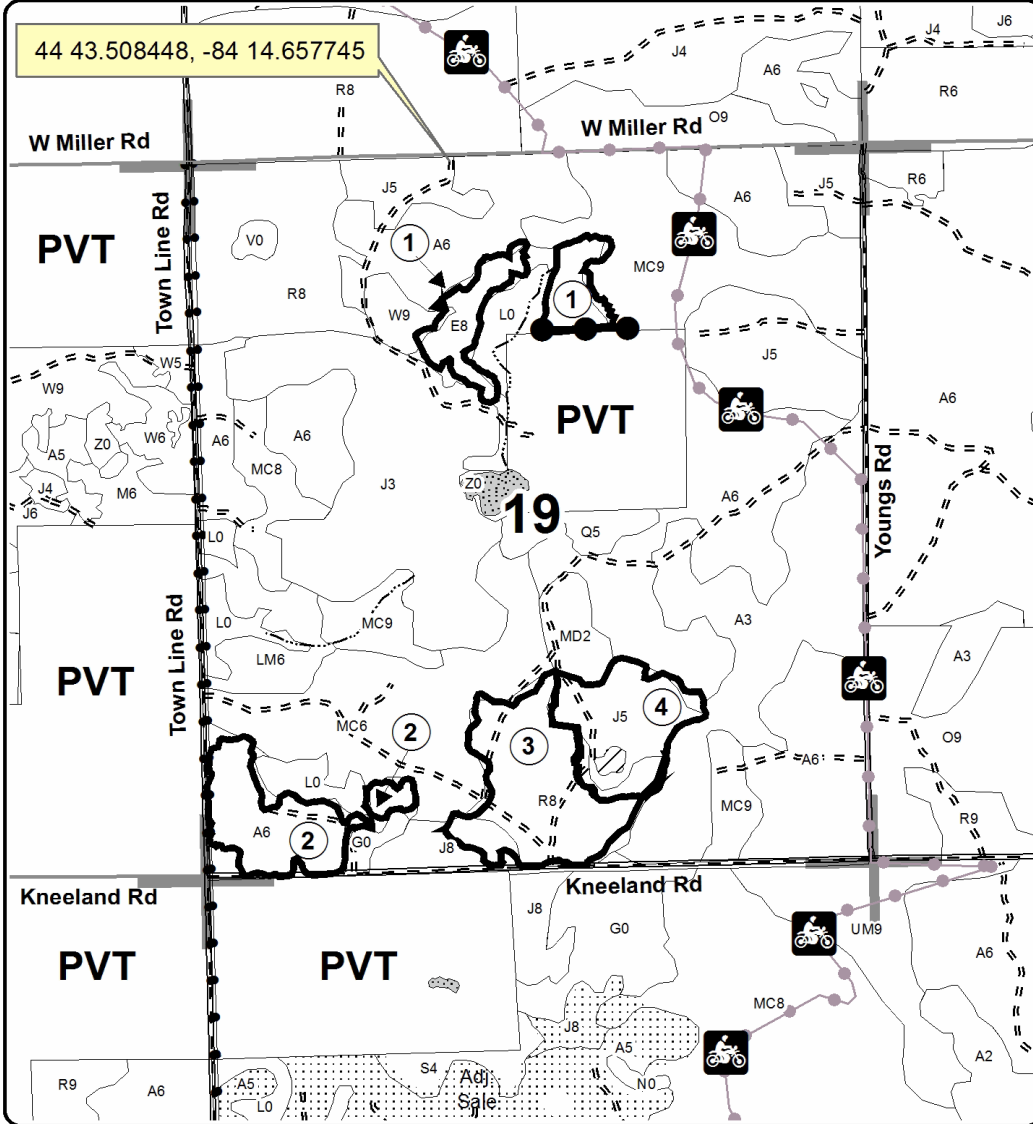 44 43.508448, -84 14.657745
J4
J4
J6
A6
R8
R6
O9
W Miller Rd
W Miller Rd
J5
J5
R6
A6
1
A6
PVT
V0
Town Line Rd
R8
MC9
W9
E8
L0
1
J5
W5
W9
PVT
A6
Z0
W6
A5
A6
A6
MC8
J4
M6
J3
Z0
J6
19
A6
L0
Q5
Youngs Rd
L0
MC9
A3
MD2
LM6
A3
Town Line Rd
PVT
4
J5
MC6
2
3
O9
A6
L0
R8
MC9
A6
2
G0
J8
R9
Kneeland Rd
Kneeland Rd
J8
G0
UM9
PVT
PVT
A6
MC8
J8
A5
A2
S4
Adj.
Sale
R9
A6
A5
N0
L0